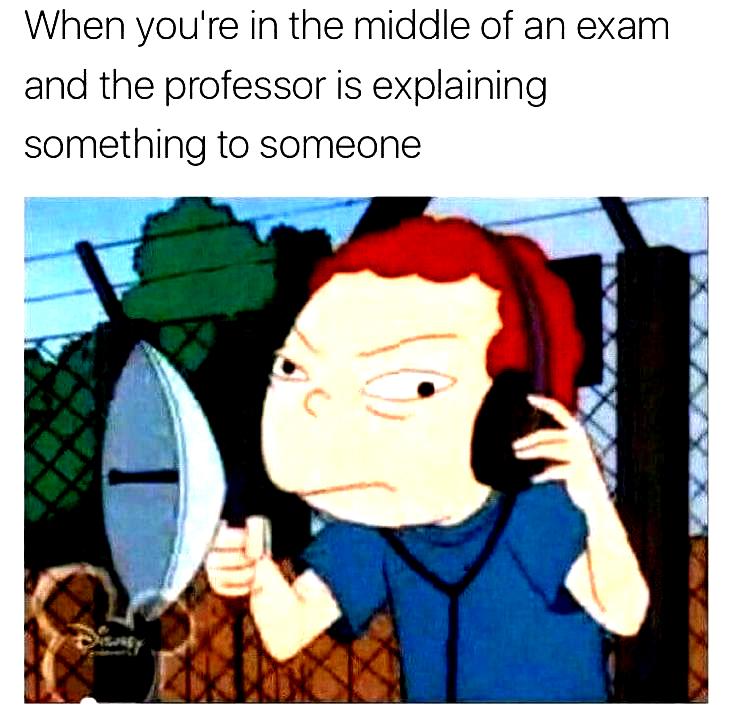 When you're in the middle of an exam
and the professor is explaining
something to someone
Disney